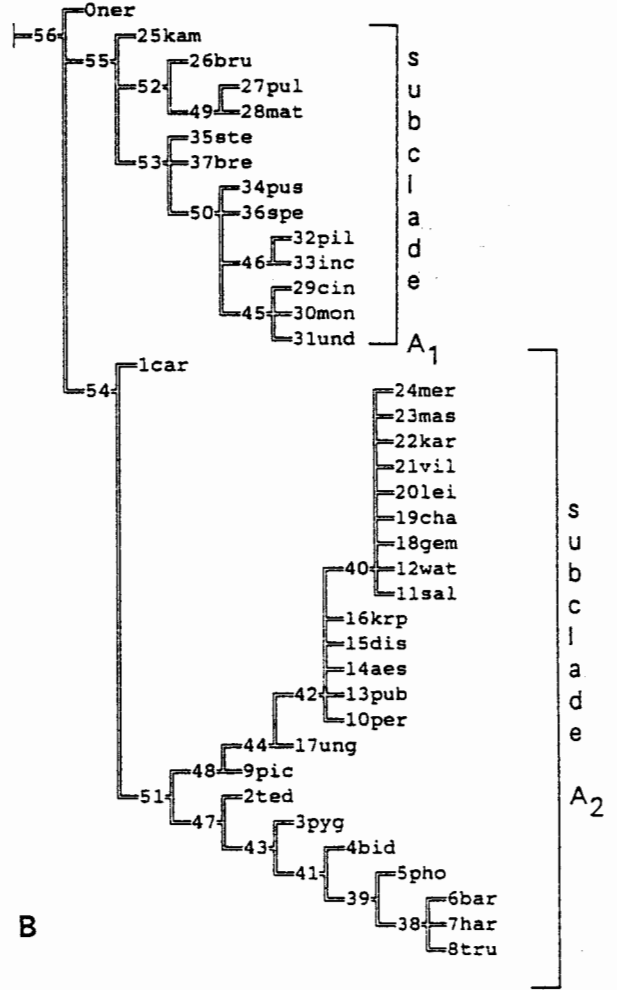 0ner
56
25kam
55
26bru
52
27pul
49
28mat
35ste
53
37bre
34pus
50
36spe
32pil
46
33inc
29cin
45
30mon
31und
subclade
A1
1car
54
24mer
23mas
22kar
21vil
20lei
19cha
18gem
40
12wat
11sal
16krp
15dis
14aes
42
13pub
10per
44
17ung
48
9pic
51
2ted
47
3pyg
43
4bid
41
5pho
39
6bar
38
7har
8tru
subclade
A2
B